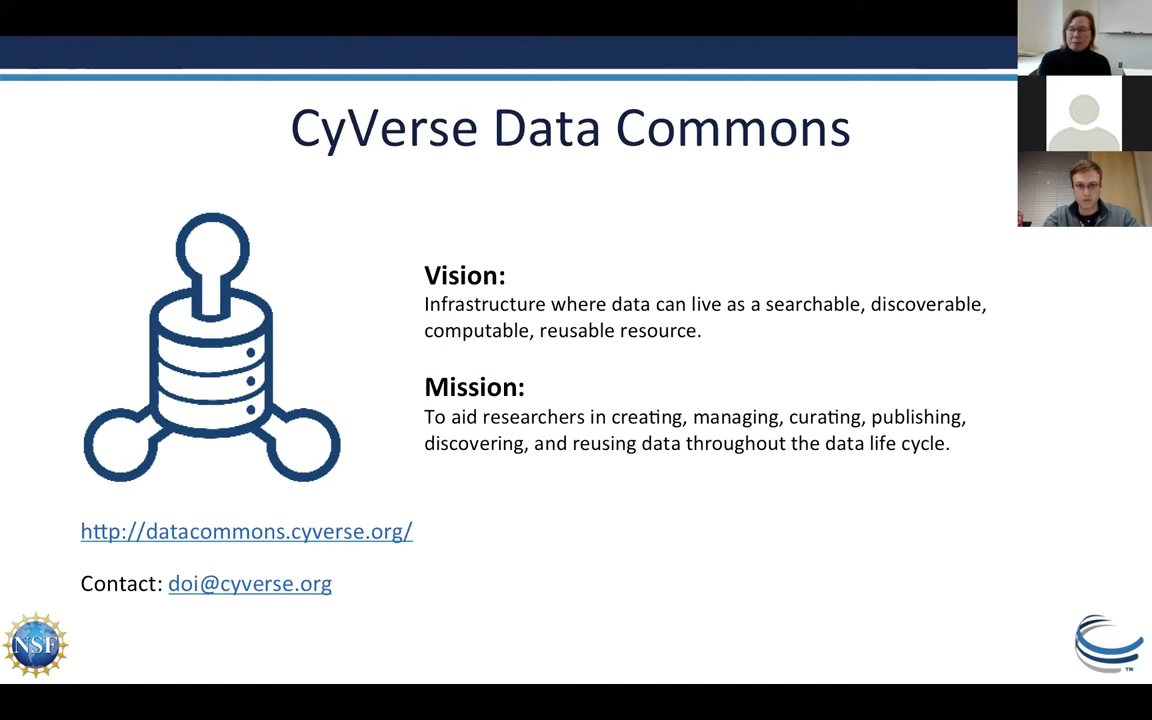 CyVerse Data Commons
Vision:
Infrastructure where data can live as a searchable, discoverable,
computable, reusable resource.
Mission:
To aid researchers in creating, managing, curating, publishing,
discovering, and reusing data throughout the data life cycle.
http://datacommons.cyverse.org/
Contact: doi@cyverse.org
NSF
TM